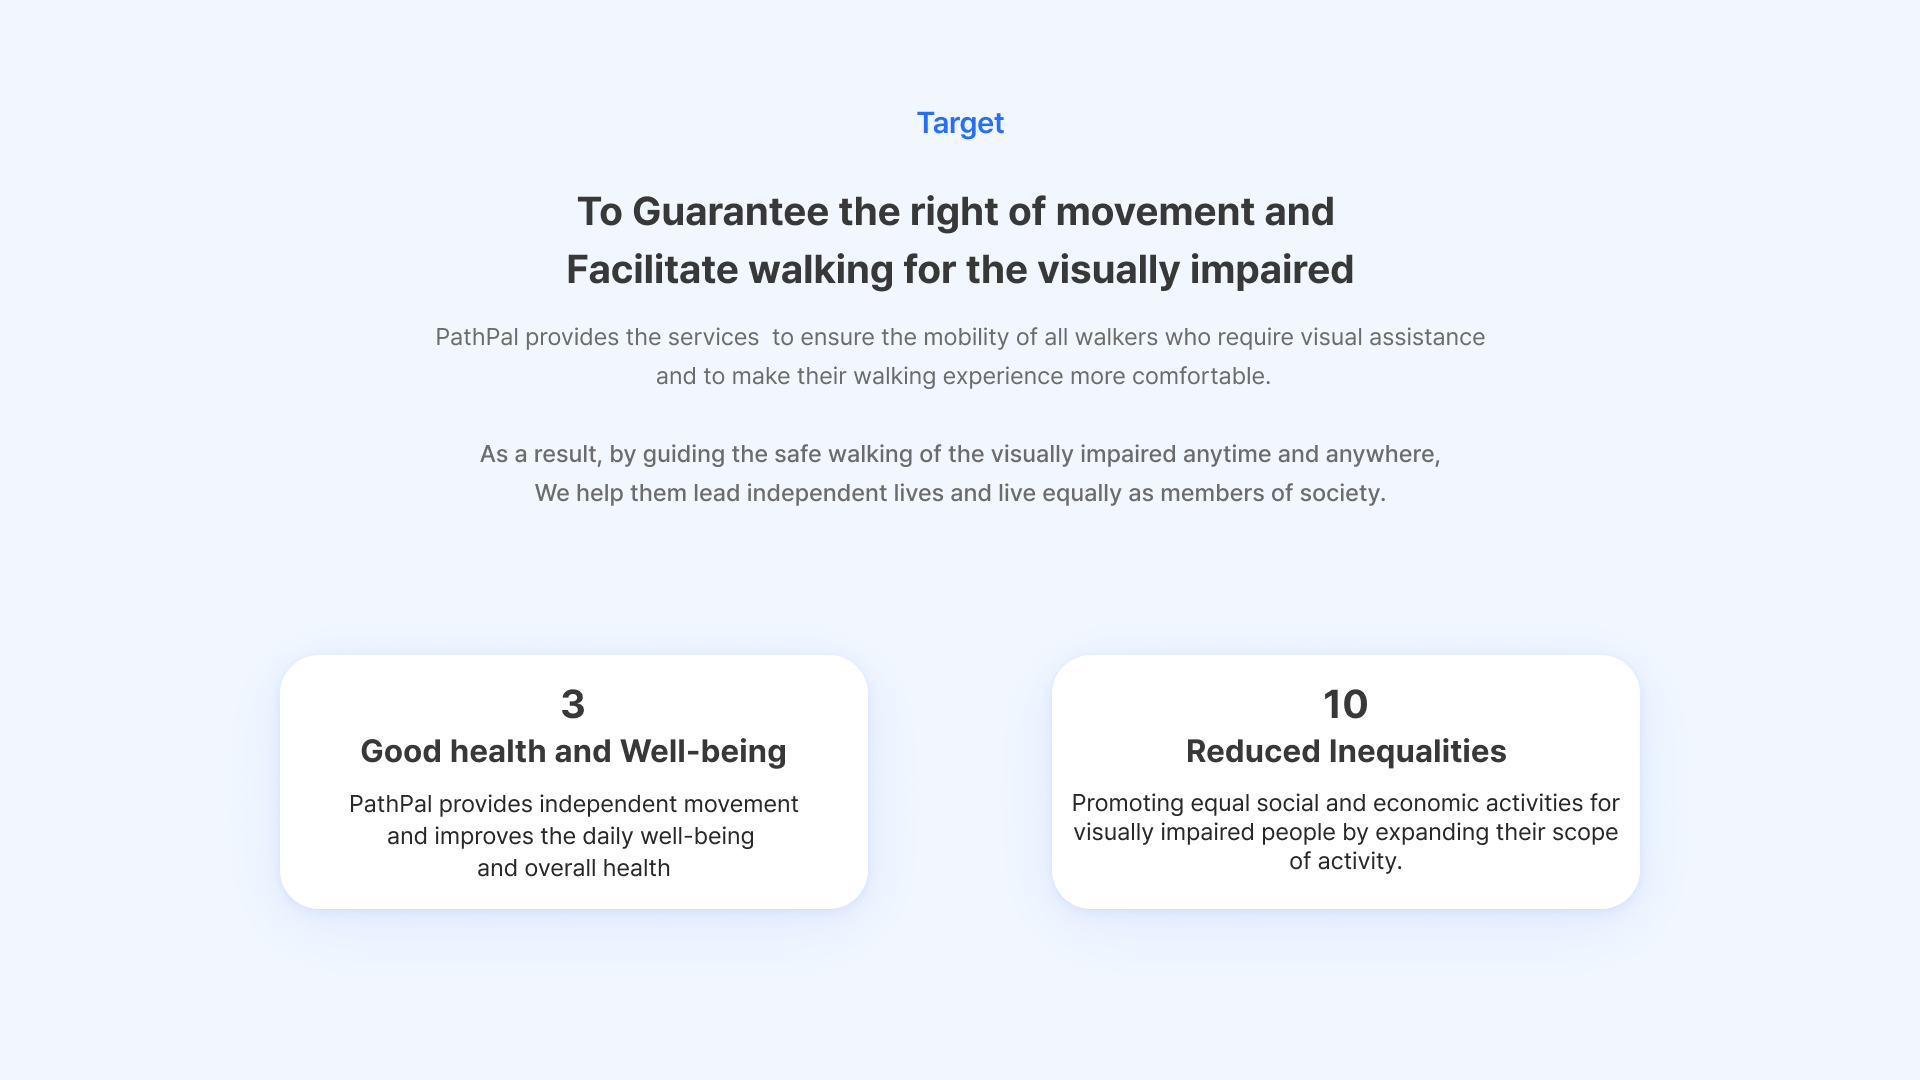 Target
To Guarantee the right of movement and
Facilitate walking for the visually impaired
PathPal provides the services  to ensure the mobility of all walkers who require visual assistance
and to make their walking experience more comfortable.
As a result, by guiding the safe walking of the visually impaired anytime and anywhere,
We help them lead independent lives and live equally as members of society.
3
Good health and Well-being
PathPal provides independent movement
and improves the daily well-being
and overall health
10
Reduced Inequalities
Promoting equal social and economic activities for
visually impaired people by expanding their scope
of activity.